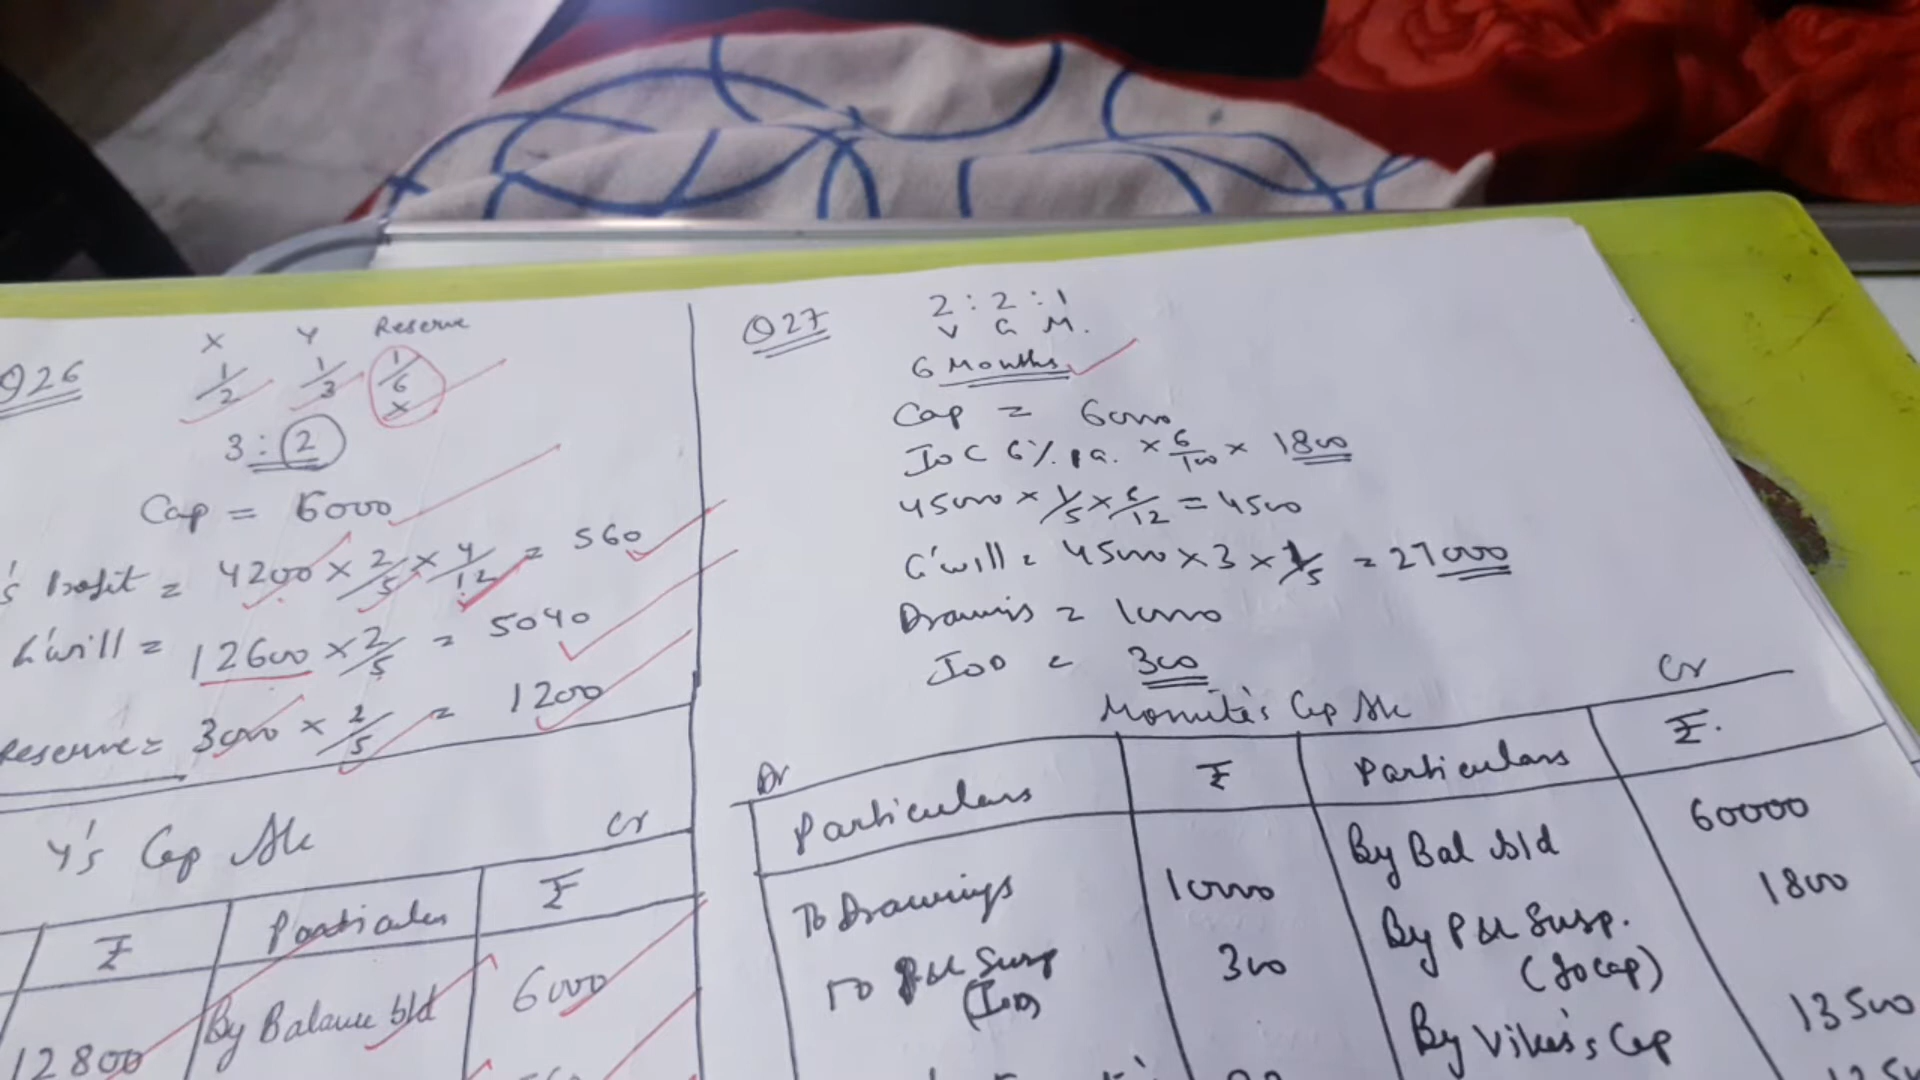 Q26
X Y Reserve
1/2 1/3 1/6
x
3 : 2
Cap = 6000
's Profit = 4200 × 2/5 × 4/12 = 560
G'will = 12600 × 2/5 = 5040
Reserve = 3000 × 2/5 = 1200
Y's Cap A/c
Cr
₹ Particulars ₹
By Balance b/d 6000
12800
Q27
2 : 2 : 1
V G M.
6 Months
Cap = 60000
IOC 6% p.a. × 6/100 × 1800
45000 × 1/5 × 6/12 = 4500
G'will = 45000 × 3 × 1/5 = 27000
Drawings = 10000
IOD = 300
Cap A/c
Dr Cr
Particulars ₹ Particulars ₹.
To Drawings 10000 By Bal b/d 60000
To P&L Susp (IOD) 300 By P&L Susp. (IOCap) 1800
By Vikas's Cap 13500